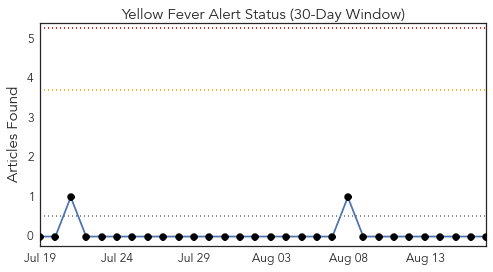 Yellow Fever Alert Status (30-Day Window)
Articles Found
5
4
3
2
1
0
Jul 19 Jul 24 Jul 29 Aug 03 Aug 08 Aug 13